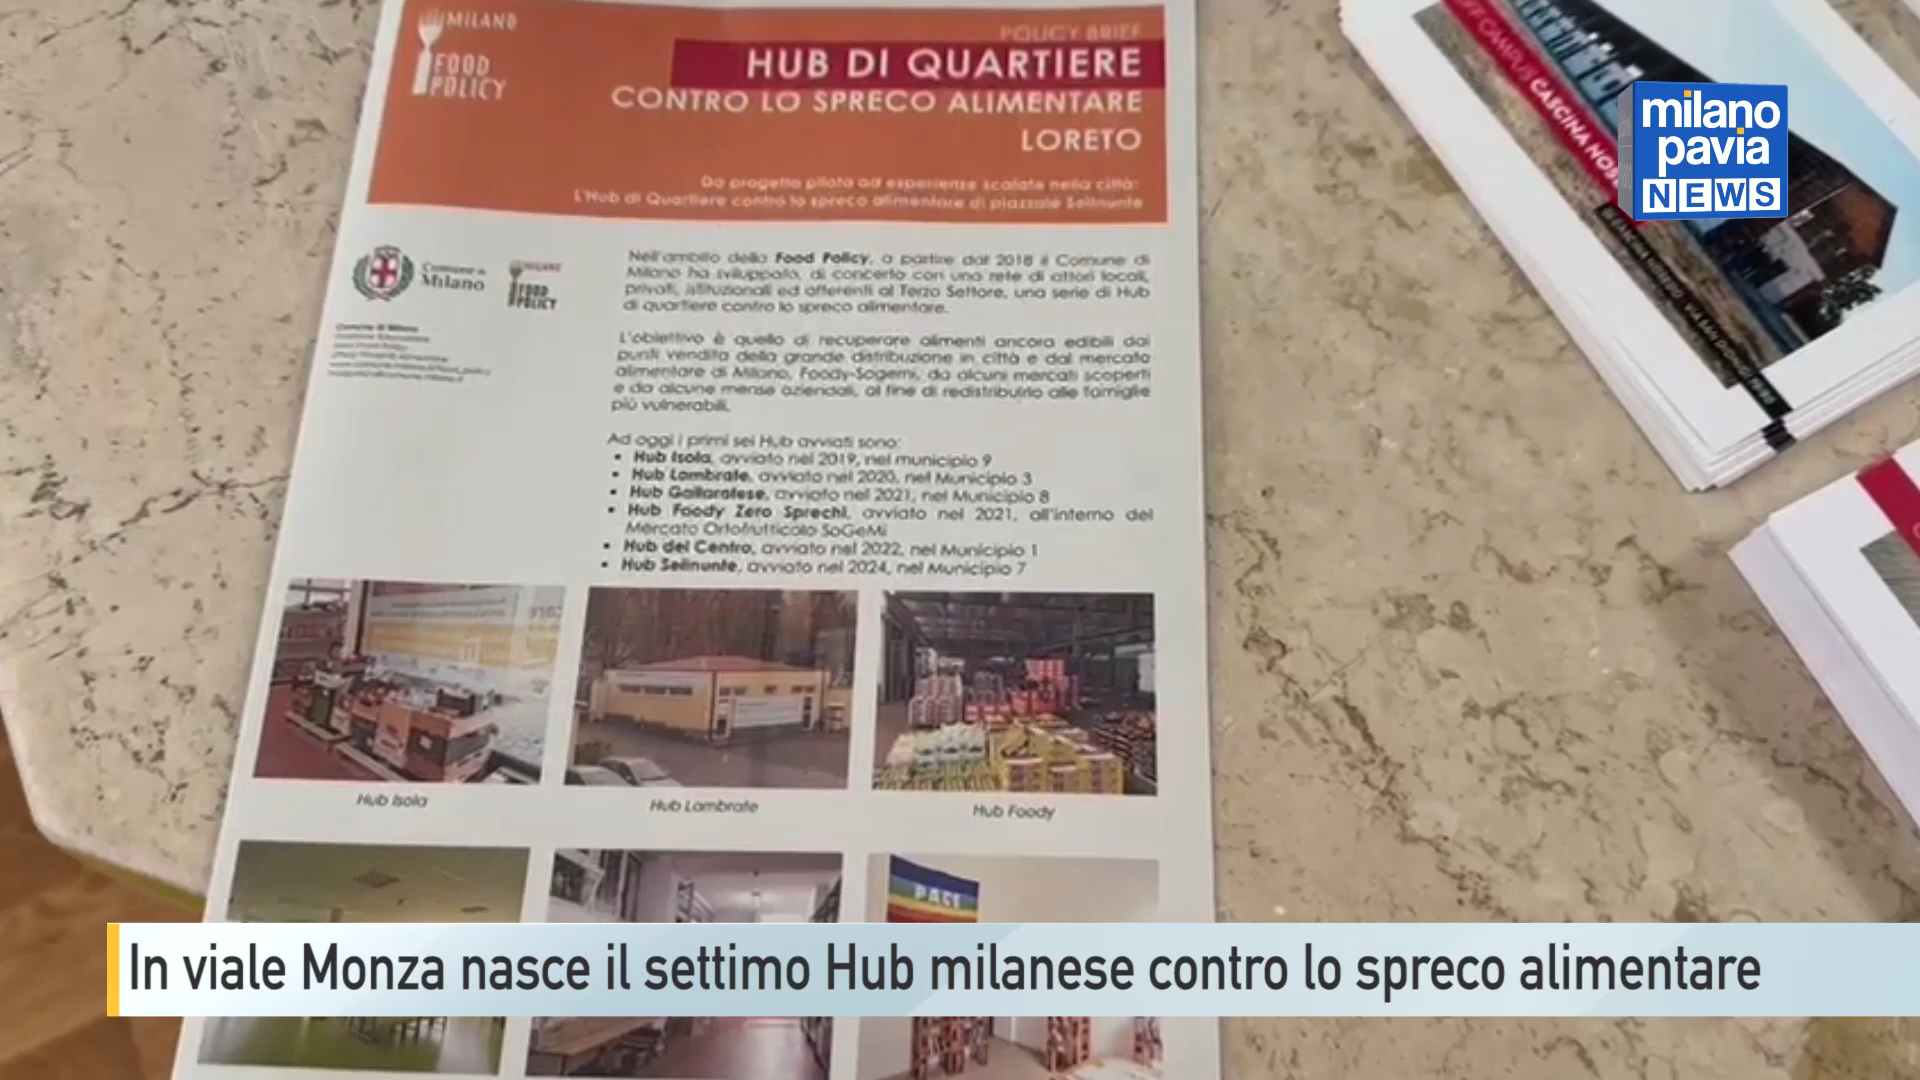 MILANO
FOOD
POLICY
POLICY BRIEF
HUB DI QUARTIERE
CONTRO LO SPRECO ALIMENTARE
LORETO
Da progetto pilota ad esperienze scalate nella città:
L'Hub di Quartiere contro lo spreco alimentare di piazzale Selinunte
Comune di
Milano
MILANO
FOOD
POLICY
Comune di Milano
Nell'ambito della Food Policy, a partire dal 2018 il Comune di
Milano ha sviluppato, di concerto con una rete di attori locali,
privati, istituzionali ed afferenti al Terzo Settore, una serie di Hub
di quartiere contro lo spreco alimentare.
L'obiettivo è quello di recuperare alimenti ancora edibili dai
punti vendita della grande distribuzione in città e dal mercato
alimentare di Milano, Foody-Sogemi, da alcuni mercati scoperti
e da alcune mense aziendali, al fine di redistribuirlo alle famiglie
più vulnerabili.
Ad oggi i primi sei Hub avviati sono:
• Hub Isola, avviato nel 2019, nel municipio 9
• Hub Lambrate, avviato nel 2020, nel Municipio 3
• Hub Gallaratese, avviato nel 2021, nel Municipio 8
• Hub Foody Zero Sprechi, avviato nel 2021, all'interno del
Mercato Ortofrutticolo SoGeMi
• Hub del Centro, avviato nel 2022, nel Municipio 1
• Hub Selinunte, avviato nel 2024, nel Municipio 7
Hub Isola
Hub Lambrate
Hub Foody
PACE
OFF CAMPUS CASCINA NOSE
milano
pavia
NEWS
In viale Monza nasce il settimo Hub milanese contro lo spreco alimentare